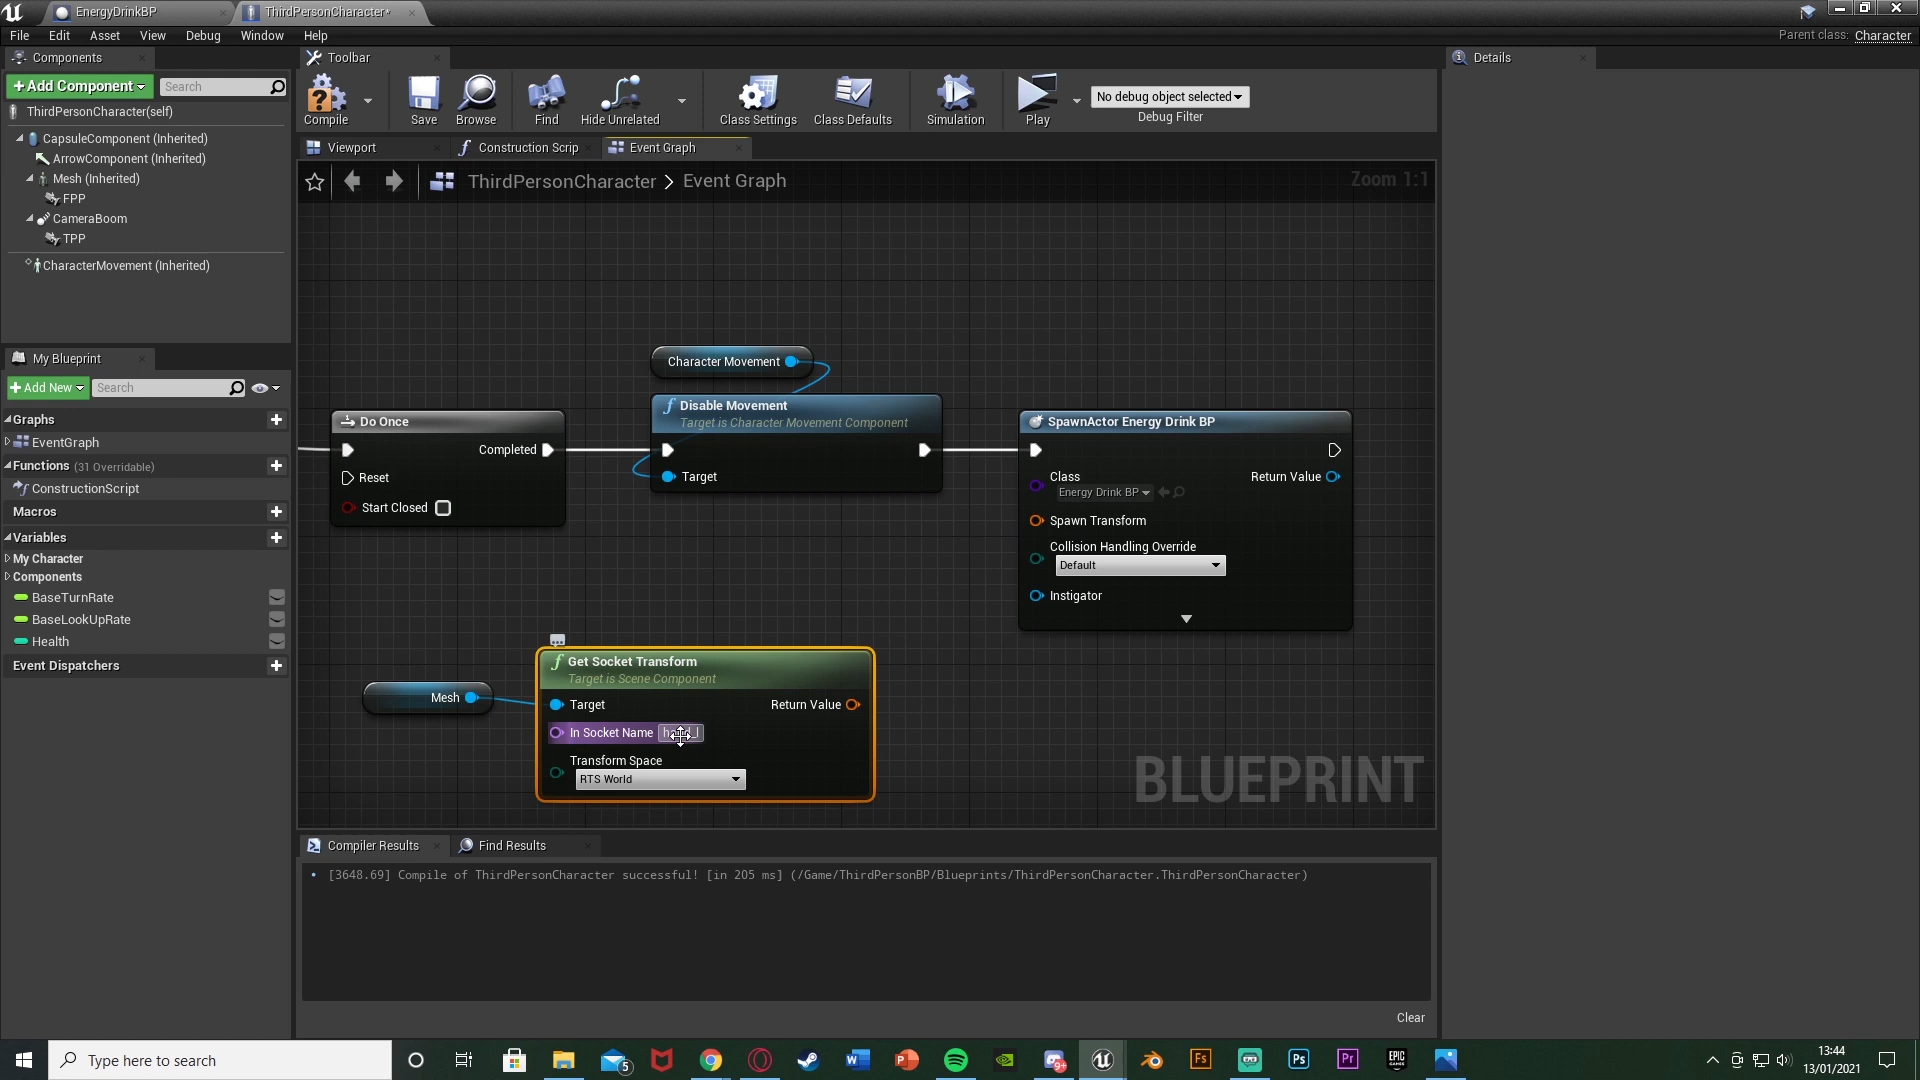 EnergyDrinkBP
ThirdPersonCharacter*
File Edit Asset View Debug Window Help
Parent class: Character
Components
Toolbar
Details
+ Add Component
Search
ThirdPersonCharacter(self)
CapsuleComponent (Inherited)
ArrowComponent (Inherited)
Mesh (Inherited)
FPP
CameraBoom
TPP
CharacterMovement (Inherited)
Compile
Save
Browse
Find
Hide Unrelated
Class Settings
Class Defaults
Simulation
Play
No debug object selected
Debug Filter
Viewport
Construction Scrip
Event Graph
ThirdPersonCharacter > Event Graph
Zoom 1:1
My Blueprint
+ Add New
Search
Graphs
EventGraph
Functions (31 Overridable)
ConstructionScript
Macros
Variables
My Character
Components
BaseTurnRate
BaseLookUpRate
Health
Event Dispatchers
Do Once
Completed
Reset
Start Closed
Character Movement
Disable Movement
Target is Character Movement Component
Target
SpawnActor Energy Drink BP
Class
Return Value
Energy Drink BP
Spawn Transform
Collision Handling Override
Default
Instigator
Mesh
Get Socket Transform
Target is Scene Component
Target
Return Value
In Socket Name
Transform Space
RTS World
BLUEPRINT
Compiler Results
Find Results
[3648.69] Compile of ThirdPersonCharacter successful! [in 205 ms] (/Game/ThirdPersonBP/Blueprints/ThirdPersonCharacter.ThirdPersonCharacter)
Clear
Type here to search
5
W
P
9+
Fs
Ps
Pr
EPIC
13:44
13/01/2021